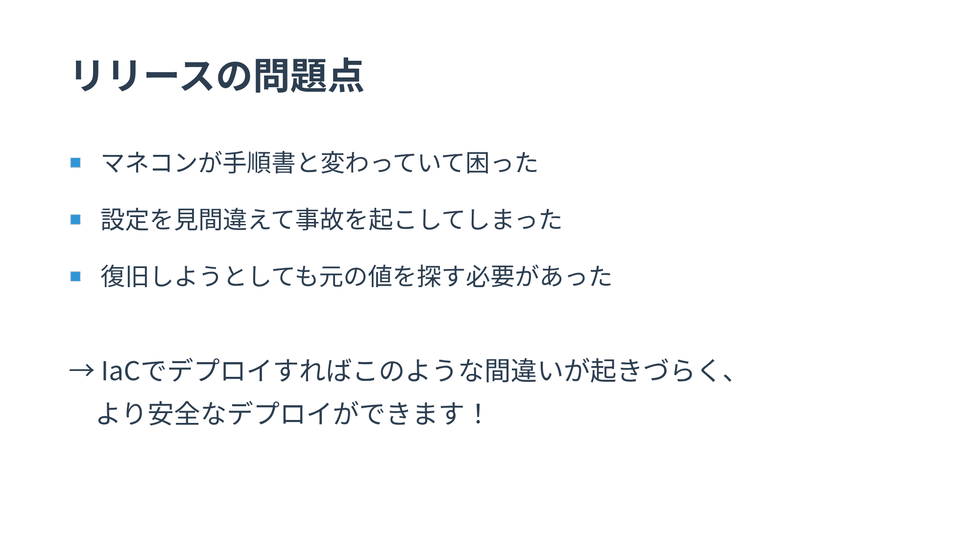 リリースの問題点
マネコンが手順書と変わっていて困った
設定を見間違えて事故を起こしてしまった
復旧しようとしても元の値を探す必要があった
→ IaCでデプロイすればこのような間違いが起きづらく、
より安全なデプロイができます！